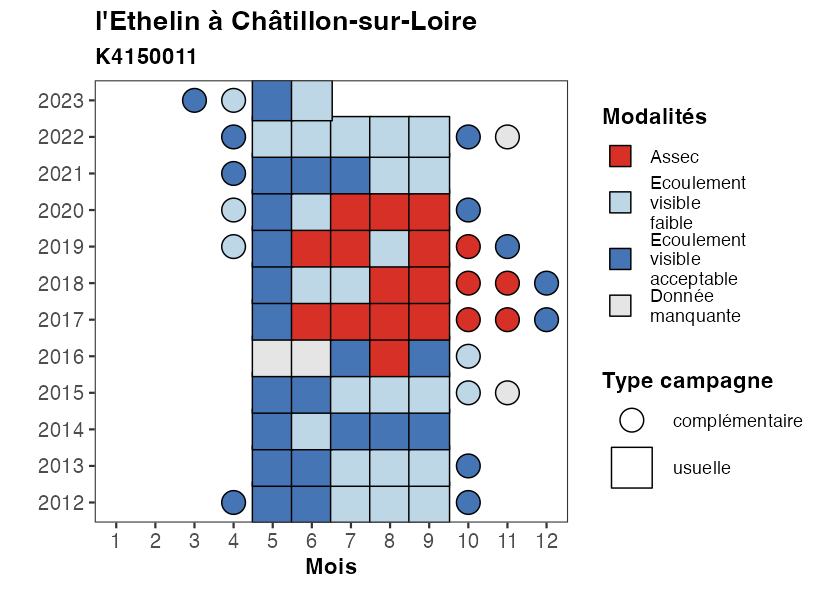 l'Ethelin à Châtillon-sur-Loire
K4150011
2023
2022
2021
2020
2019
2018
2017
2016
2015
2014
2013
2012
1 2 3 4 5 6 7 8 9 10 11 12
Mois
Modalités
Assec
Ecoulement
visible
faible
Ecoulement
visible
acceptable
Donnée
manquante
Type campagne
complémentaire
usuelle